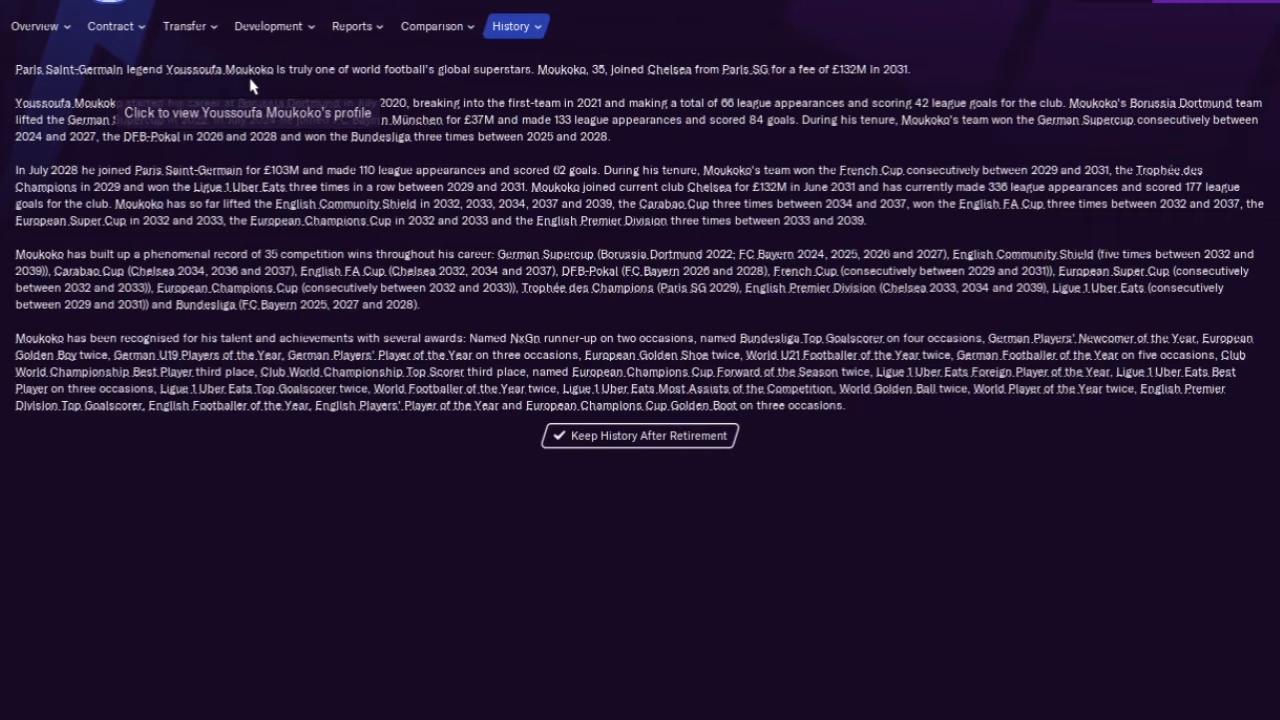 Overview Contract Transfer Development Reports Comparison History
Paris Saint-Germain legend Youssoufa Moukoko is truly one of world football's global superstars. Moukoko, 35, joined Chelsea from Paris SG for a fee of £132M in 2031.
Youssoufa Moukoko started his career at Borussia Dortmund in July 2020, breaking into the first-team in 2021 and making a total of 66 league appearances and scoring 42 league goals for the club. Moukoko's Borussia Dortmund team
Click to view Youssoufa Moukoko's profile
lifted the German n München for £37M and made 133 league appearances and scored 84 goals. During his tenure, Moukoko's team won the German Supercup consecutively between
2024 and 2027, the DFB-Pokal in 2026 and 2028 and won the Bundesliga three times between 2025 and 2028.
In July 2028 he joined Paris Saint-Germain for £103M and made 110 league appearances and scored 62 goals. During his tenure, Moukoko's team won the French Cup consecutively between 2029 and 2031, the Trophée des
Champions in 2029 and won the Ligue 1 Uber Eats three times in a row between 2029 and 2031. Moukoko joined current club Chelsea for £132M in June 2031 and has currently made 336 league appearances and scored 177 league
goals for the club. Moukoko has so far lifted the English Community Shield in 2032, 2033, 2034, 2037 and 2039, the Carabao Cup three times between 2034 and 2037, won the English FA Cup three times between 2032 and 2037, the
European Super Cup in 2032 and 2033, the European Champions Cup in 2032 and 2033 and the English Premier Division three times between 2033 and 2039.
Moukoko has built up a phenomenal record of 35 competition wins throughout his career: German Supercup (Borussia Dortmund 2022; FC Bayern 2024, 2025, 2026 and 2027), English Community Shield (five times between 2032 and
2039)), Carabao Cup (Chelsea 2034, 2036 and 2037), English FA Cup (Chelsea 2032, 2034 and 2037), DFB-Pokal (FC Bayern 2026 and 2028), French Cup (consecutively between 2029 and 2031)), European Super Cup (consecutively
between 2032 and 2033)), European Champions Cup (consecutively between 2032 and 2033)), Trophée des Champions (Paris SG 2029), English Premier Division (Chelsea 2033, 2034 and 2039), Ligue 1 Uber Eats (consecutively
between 2029 and 2031)) and Bundesliga (FC Bayern 2025, 2027 and 2028).
Moukoko has been recognised for his talent and achievements with several awards: Named NxGn runner-up on two occasions, named Bundesliga Top Goalscorer on four occasions, German Players' Newcomer of the Year, European
Golden Boy twice, German U19 Players of the Year, German Players' Player of the Year on three occasions, European Golden Shoe twice, World U21 Footballer of the Year twice, German Footballer of the Year on five occasions, Club
World Championship Best Player third place, Club World Championship Top Scorer third place, named European Champions Cup Forward of the Season twice, Ligue 1 Uber Eats Foreign Player of the Year, Ligue 1 Uber Eats Best
Player on three occasions, Ligue 1 Uber Eats Top Goalscorer twice, World Footballer of the Year twice, Ligue 1 Uber Eats Most Assists of the Competition, World Golden Ball twice, World Player of the Year twice, English Premier
Division Top Goalscorer, English Footballer of the Year, English Players' Player of the Year and European Champions Cup Golden Boot on three occasions.
Keep History After Retirement